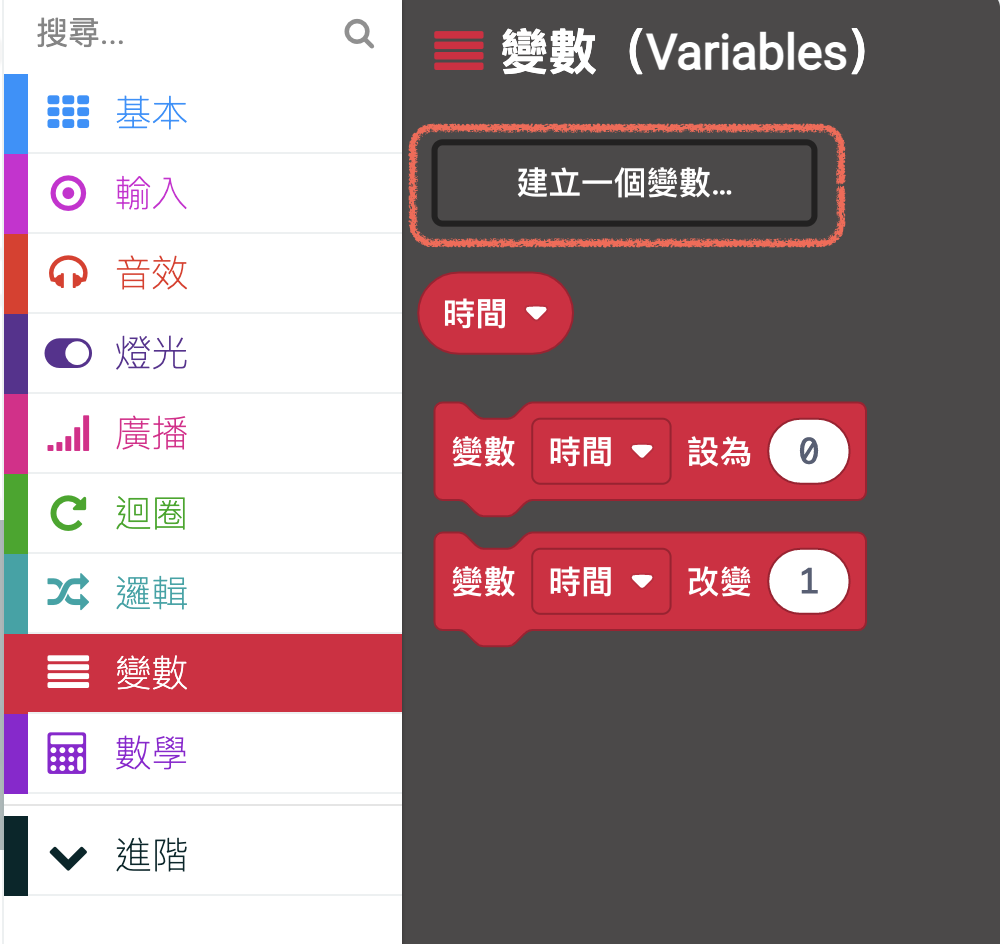 搜尋...
基本
輸入
音效
燈光
廣播
迴圈
邏輯
變數
數學
進階
變數（Variables）
建立一個變數...
時間
變數 時間 設為 0
變數 時間 改變 1